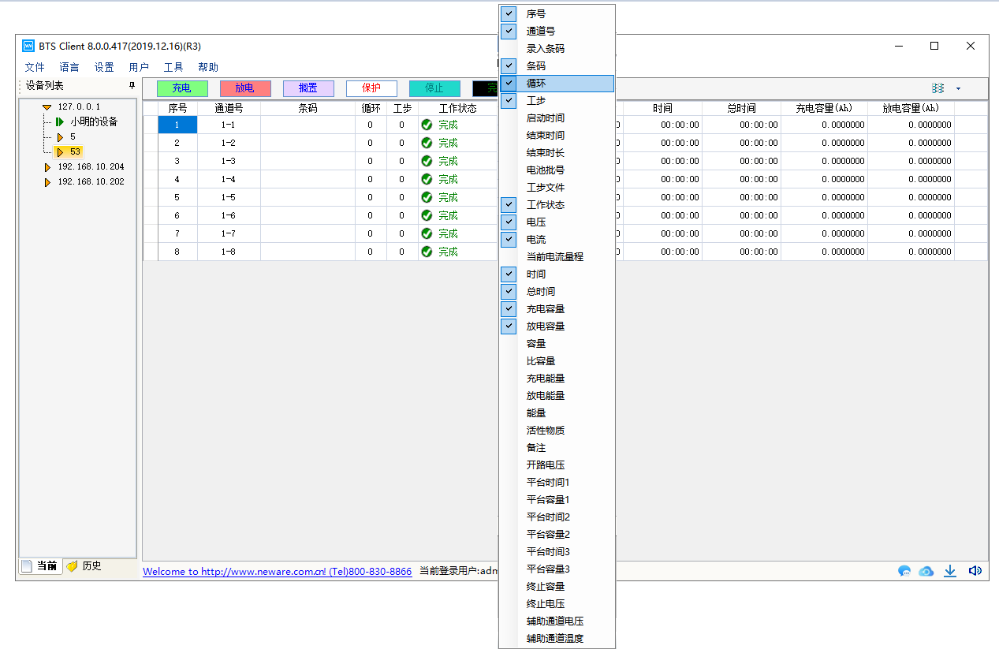 BTS Client 8.0.0.417(2019.12.16)(R3)
文件 语言 设置 用户 工具 帮助
设备列表
127.0.0.1
小明的设备
5
53
192.168.10.204
192.168.10.202
当前 历史
充电 放电 搁置 保护 停止
序号 通道号 条码 循环 工步 工作状态 时间 总时间 充电容量(Ah) 放电容量(Ah)
1 1-1 0 0 完成 00:00:00 00:00:00 0.0000000 0.0000000
2 1-2 0 0 完成 00:00:00 00:00:00 0.0000000 0.0000000
3 1-3 0 0 完成 00:00:00 00:00:00 0.0000000 0.0000000
4 1-4 0 0 完成 00:00:00 00:00:00 0.0000000 0.0000000
5 1-5 0 0 完成 00:00:00 00:00:00 0.0000000 0.0000000
6 1-6 0 0 完成 00:00:00 00:00:00 0.0000000 0.0000000
7 1-7 0 0 完成 00:00:00 00:00:00 0.0000000 0.0000000
8 1-8 0 0 完成 00:00:00 00:00:00 0.0000000 0.0000000
序号
通道号
录入条码
条码
循环
工步
启动时间
结束时间
结束时长
电池批号
工步文件
工作状态
电压
电流
当前电流量程
时间
总时间
充电容量
放电容量
容量
比容量
充电能量
放电能量
能量
活性物质
备注
开路电压
平台时间1
平台容量1
平台时间2
平台容量2
平台时间3
平台容量3
终止容量
终止电压
辅助通道电压
辅助通道温度
Welcome to http://www.neware.com.cn! (Tel)800-830-8866 当前登录用户:adm